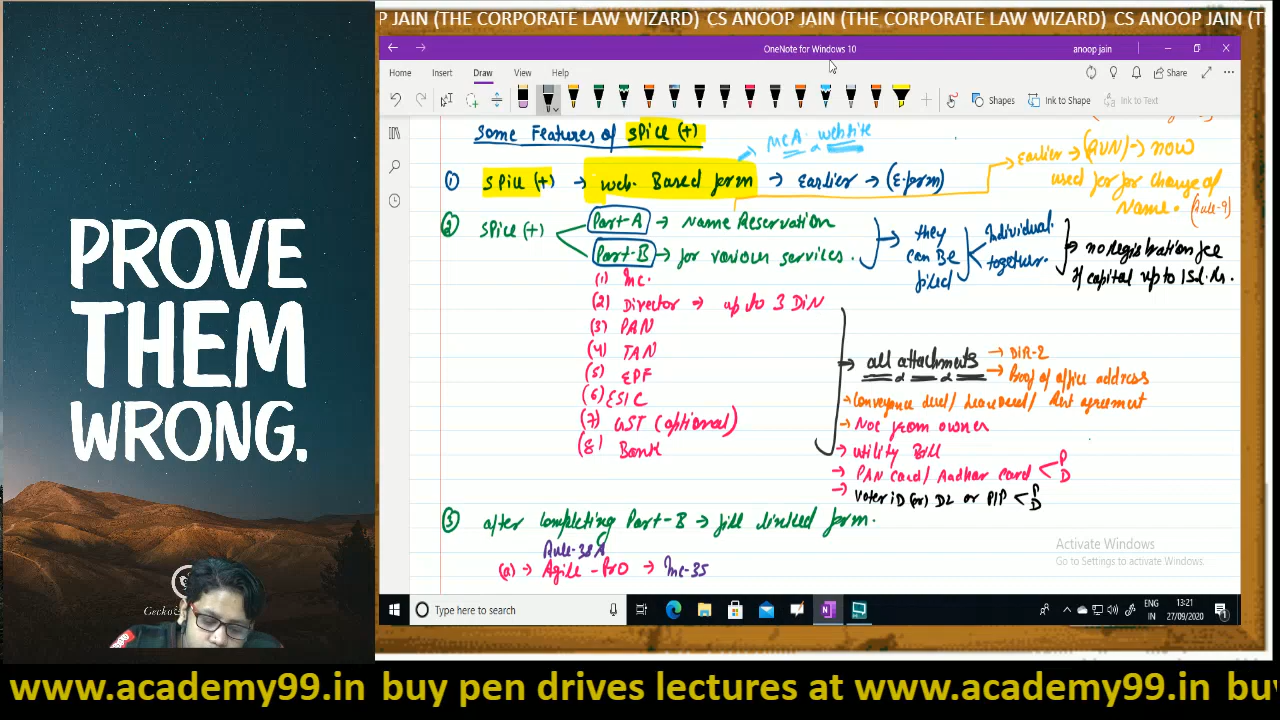 P JAIN (THE CORPORATE LAW WIZARD) CS ANOOP JAIN (THE CORPORATE LAW WIZARD) CS ANOOP JAIN (T
OneNote for Windows 10
anoop jain
Home Insert Draw View Help
Share
Shapes
Ink to Shape
Ink to Text
Some Features of SPice (+)
MCA website
① SPice (+) → web Based form → Earlier → (E-form)
Earlier → (RUN) → now
used for for change of
Name. (Rule-9)
② SPice (+)
Part-A → Name Reservation
Part-B → for various services.
→ they
can Be
filed
Individual
together.
→ no Registration fee
if capital up to 15L. Rs.
(1) Inc.
(2) Director → up to 3 DIN
(3) PAN
(4) TAN
(5) EPF
(6) ESIC
(7) GST (optional)
(8) Bank
→ all attachments
→ DIR-2
→ Proof of office address
→ Conveyance deed/ lease deed/ Rent agreement
→ Noc from owner
→ utility Bill
→ PAN card/ Aadhar card < P
D
→ Voter iD (or) DL or P/P < P
D
③ after completing Part-B → fill linked form.
Rule-38A
(a) → Agile - Pro → Inc-35
Activate Windows
Go to Settings to activate Windows.
Type here to search
ENG
IN
13:21
27/09/2020
PROVE
THEM
WRONG.
Gecko&
www.academy99.in buy pen drives lectures at www.academy99.in buy